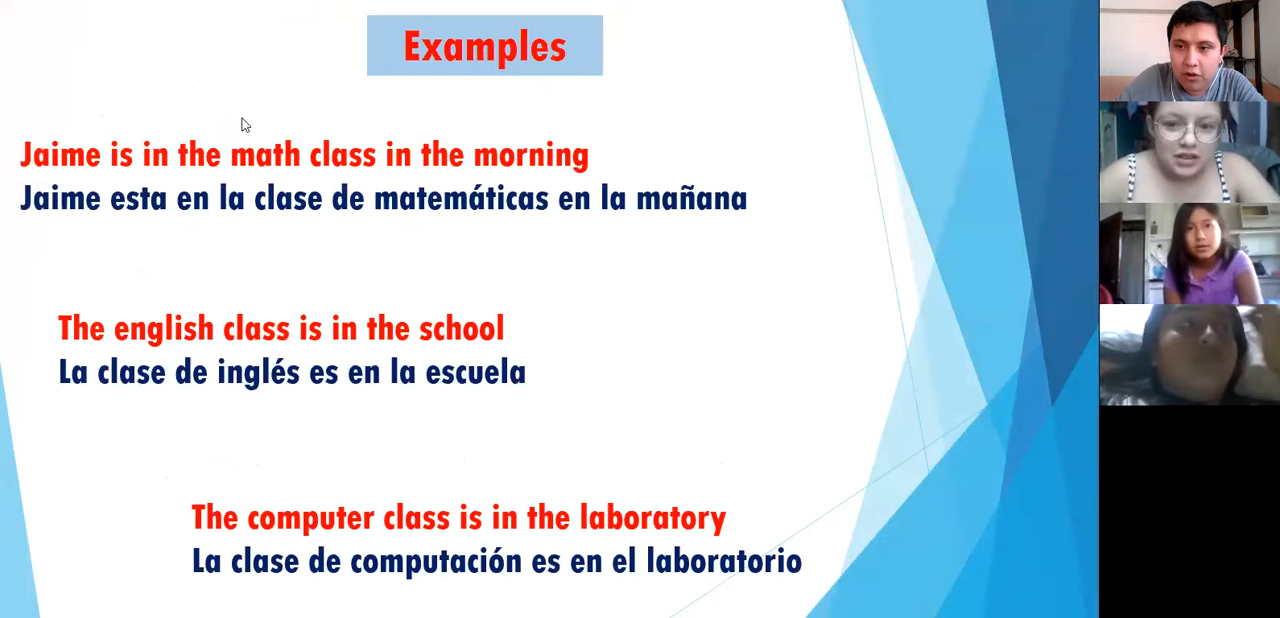 Examples
Jaime is in the math class in the morning
Jaime esta en la clase de matemáticas en la mañana
The english class is in the school
La clase de inglés es en la escuela
The computer class is in the laboratory
La clase de computación es en el laboratorio